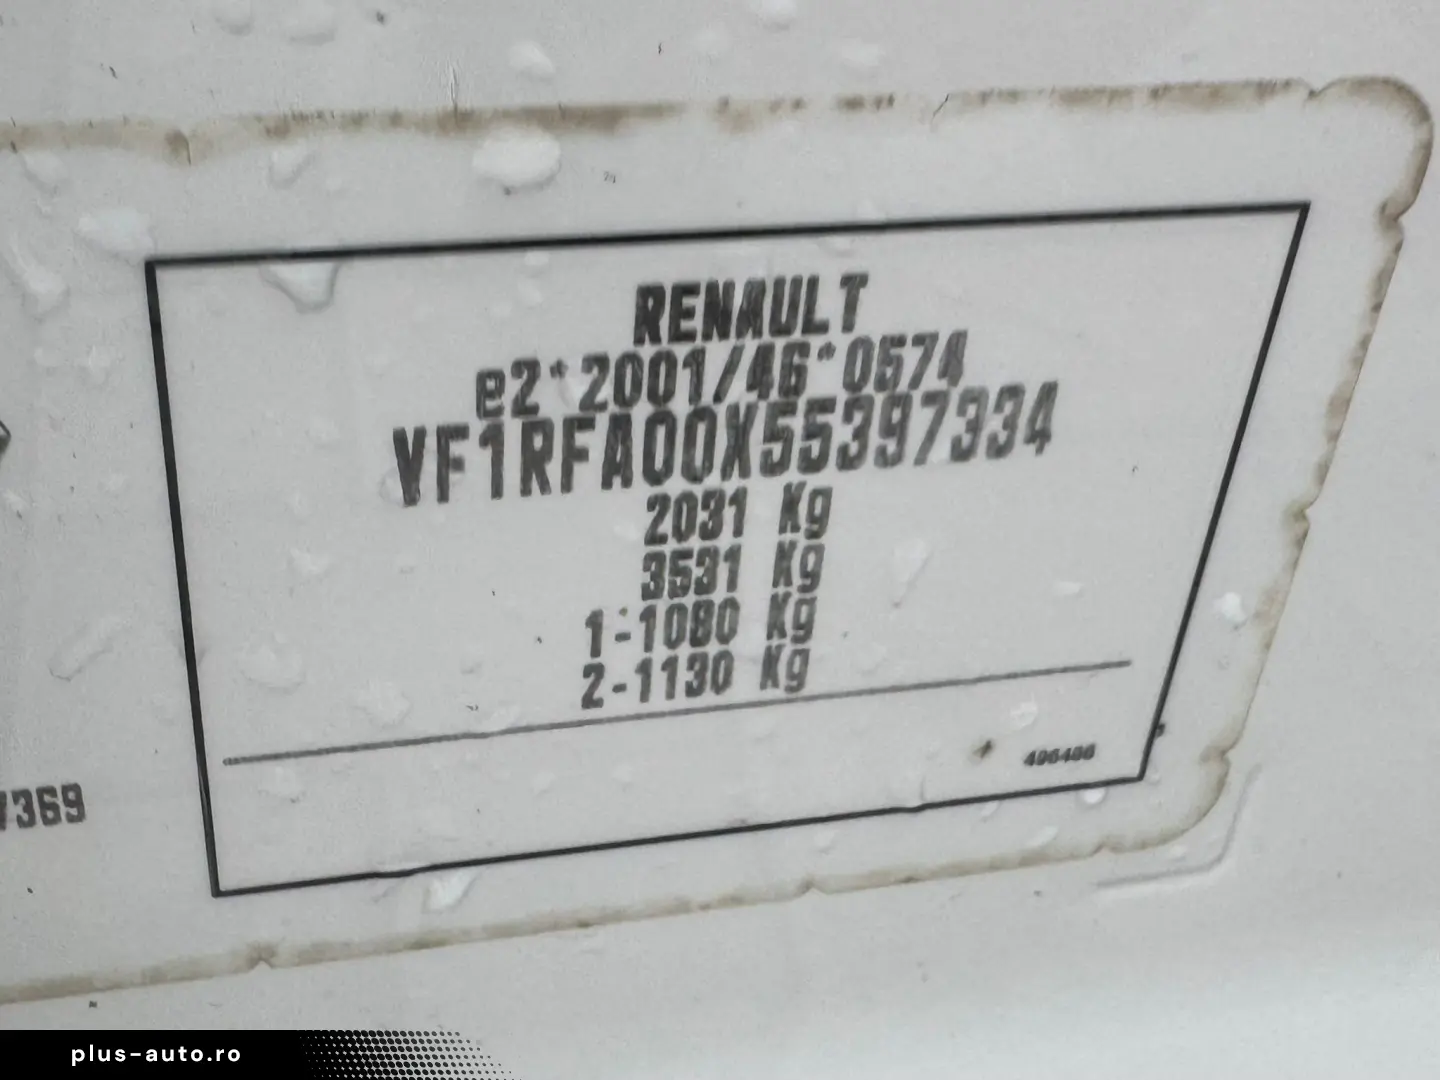 RENAULT
e2*2001/46*0574
VF1RFA00X55397334
2031 Kg
3531 Kg
1-1080 Kg
2-1130 Kg
496486
7369
plus-auto.ro